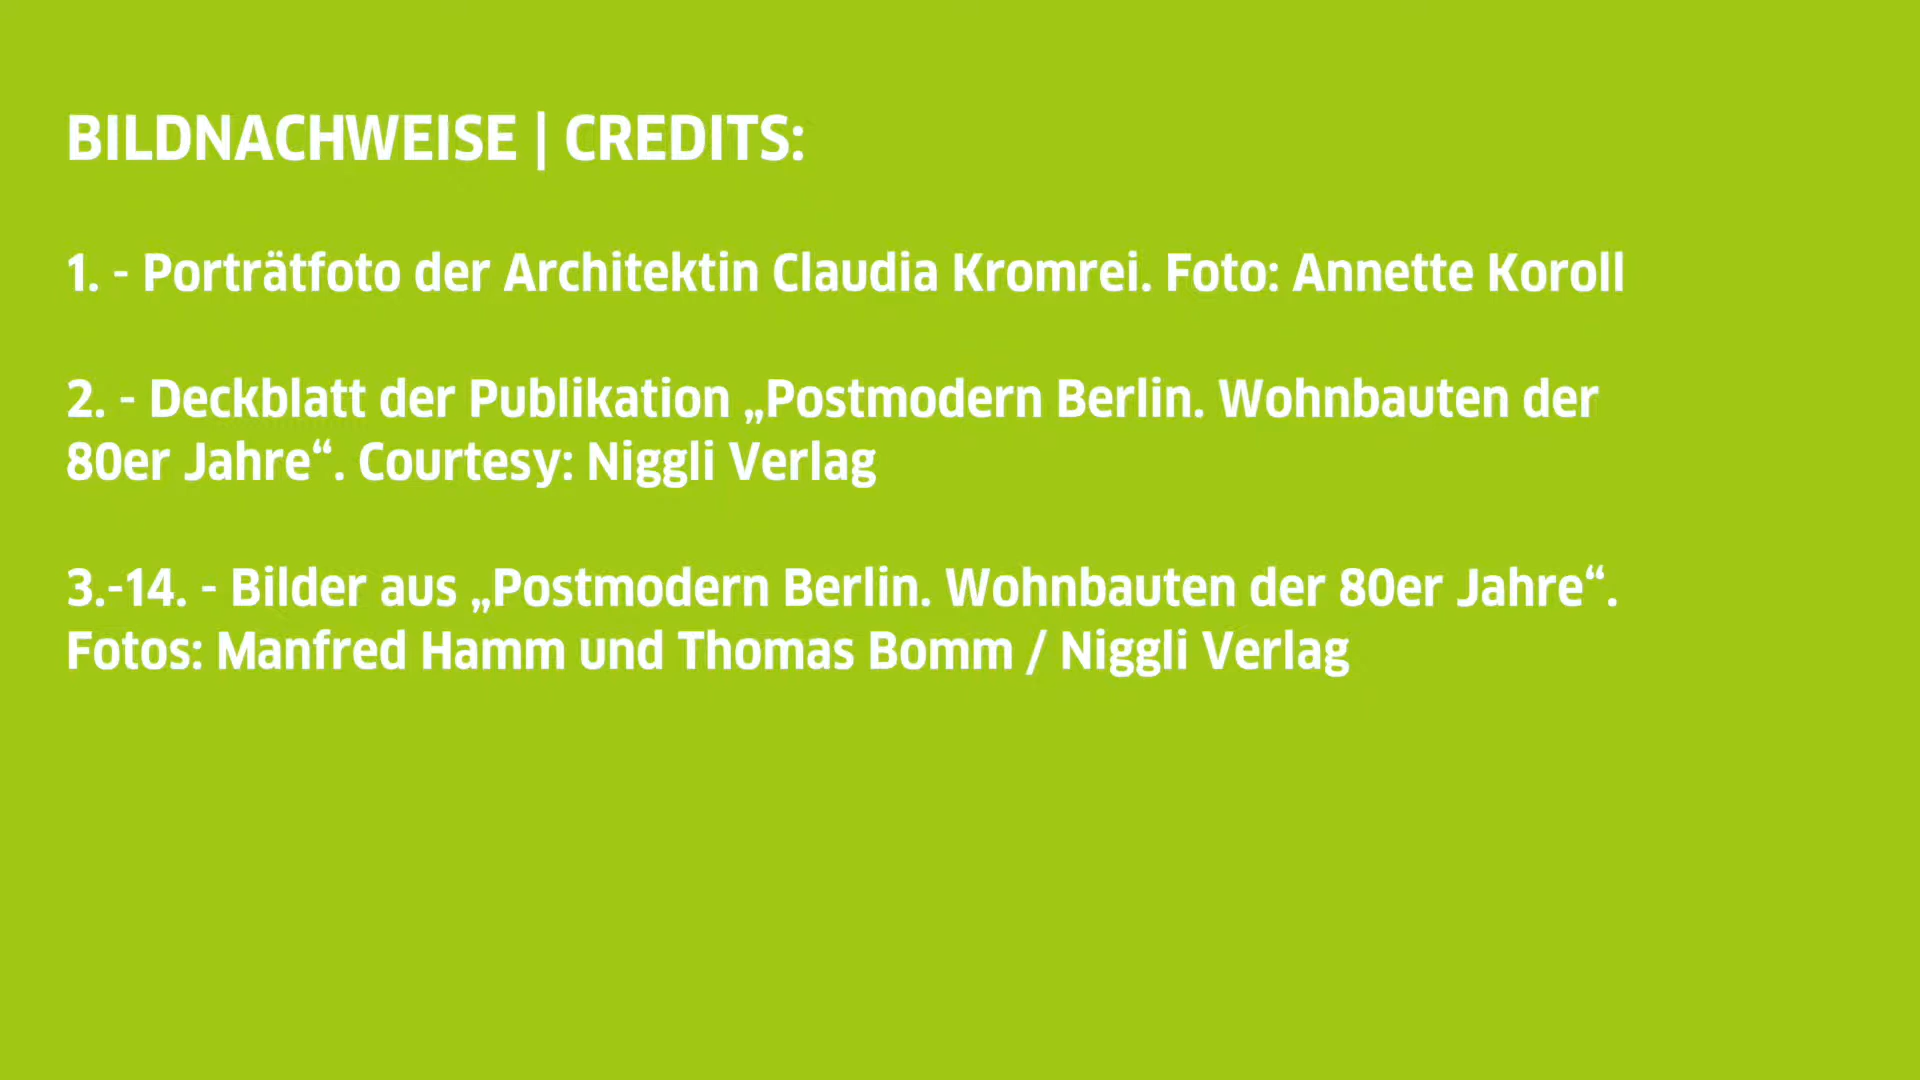 BILDNACHWEISE | CREDITS:
1. - Porträtfoto der Architektin Claudia Kromrei. Foto: Annette Koroll
2. - Deckblatt der Publikation „Postmodern Berlin. Wohnbauten der
80er Jahre“. Courtesy: Niggli Verlag
3.-14. - Bilder aus „Postmodern Berlin. Wohnbauten der 80er Jahre“.
Fotos: Manfred Hamm und Thomas Bomm / Niggli Verlag